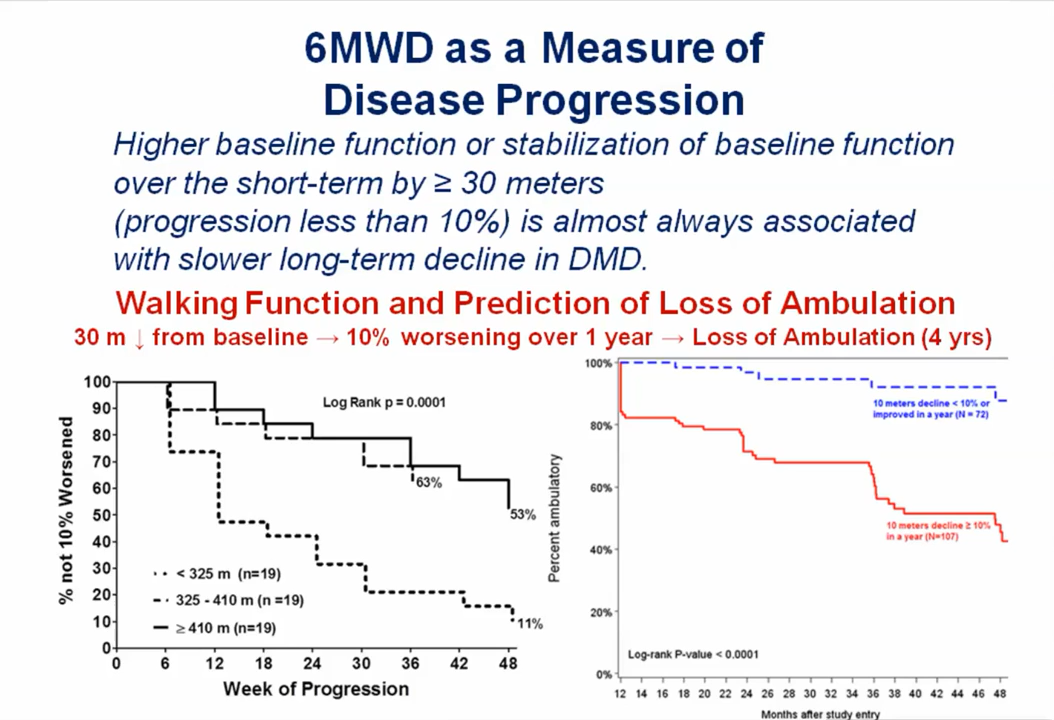 6MWD as a Measure of
Disease Progression
Higher baseline function or stabilization of baseline function
over the short-term by ≥ 30 meters
(progression less than 10%) is almost always associated
with slower long-term decline in DMD.
Walking Function and Prediction of Loss of Ambulation
30 m ↓ from baseline → 10% worsening over 1 year → Loss of Ambulation (4 yrs)
% not 10% Worsened
100
90
80
70
60
50
40
30
20
10
0
Log Rank p = 0.0001
63%
53%
11%
< 325 m (n=19)
325 - 410 m (n =19)
≥ 410 m (n=19)
0 6 12 18 24 30 36 42 48
Week of Progression
Percent ambulatory
100%
80%
60%
40%
20%
0%
10 meters decline < 10% or
improved in a year (N = 72)
10 meters decline ≥ 10%
in a year (N=107)
Log-rank P-value < 0.0001
12 14 16 18 20 22 24 26 28 30 32 34 36 38 40 42 44 46 48
Months after study entry